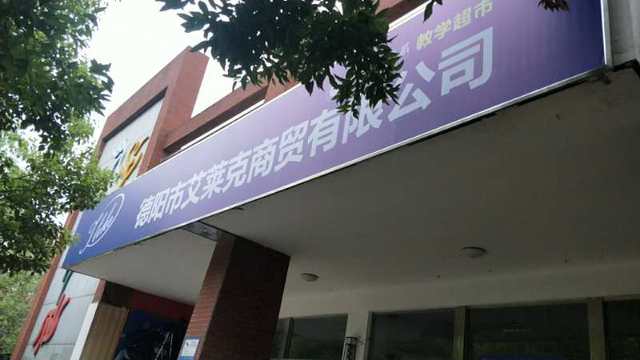 教学超市
德阳市艾莱克商贸有限公司